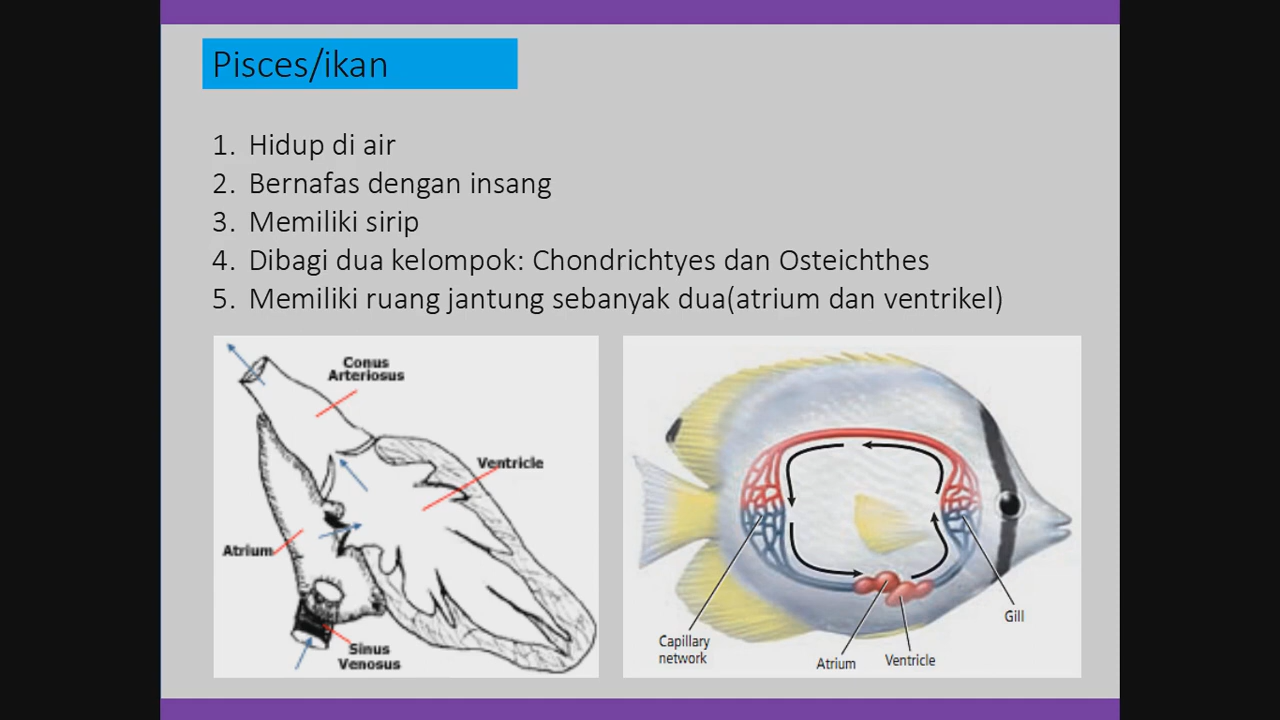 Pisces/ikan
1. Hidup di air
2. Bernafas dengan insang
3. Memiliki sirip
4. Dibagi dua kelompok: Chondrichtyes dan Osteichthes
5. Memiliki ruang jantung sebanyak dua(atrium dan ventrikel)
Conus
Arteriosus
Ventricle
Atrium
Sinus
Venosus
Capillary
network
Atrium
Ventricle
Gill